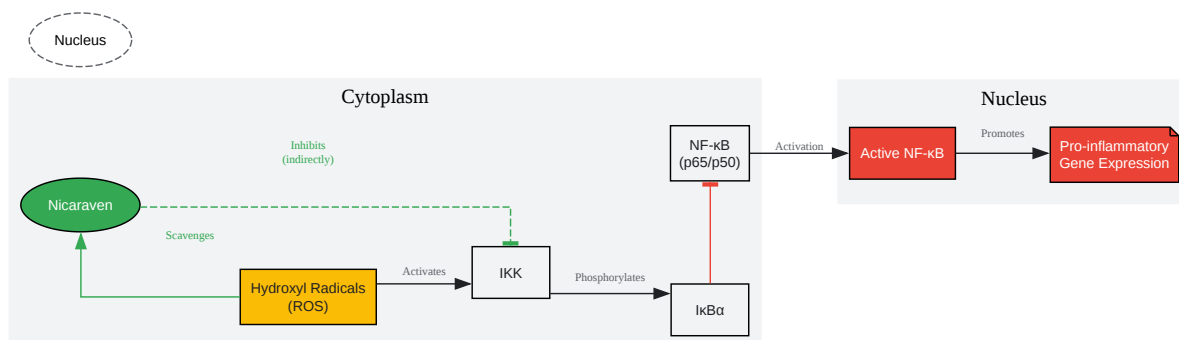 Nucleus
Cytoplasm
Nucleus
Inhibits
(indirectly)
NF-κB
(p65/p50)
Activation
Active NF-κB
Promotes
Pro-inflammatory
Gene Expression
Nicaraven
Scavenges
Hydroxyl Radicals
(ROS)
Activates
IKK
Phosphorylates
IκBα